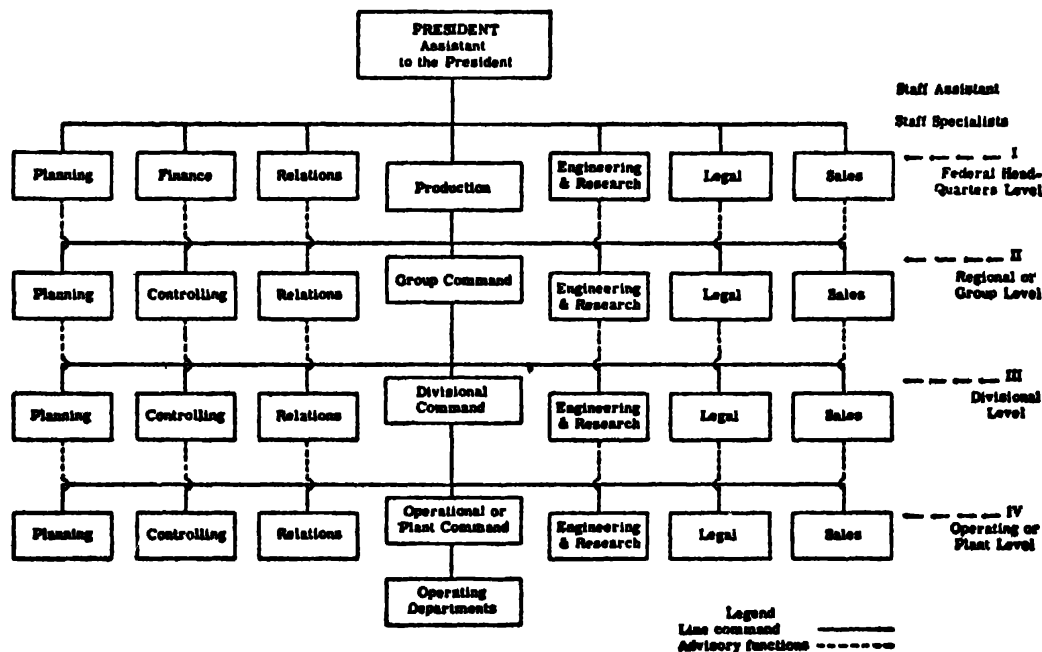 PRESIDENT
Assistant
to the President
Staff Assistant
Staff Specialists
Planning
Finance
Relations
Production
Engineering
& Research
Legal
Sales
I
Federal Head-
Quarters Level
Planning
Controlling
Relations
Group Command
Engineering
& Research
Legal
Sales
II
Regional or
Group Level
Planning
Controlling
Relations
Divisional
Command
Engineering
& Research
Legal
Sales
III
Divisional
Level
Planning
Controlling
Relations
Operational or
Plant Command
Engineering
& Research
Legal
Sales
IV
Operating or
Plant Level
Operating
Departments
Legend
Line command
Advisory functions